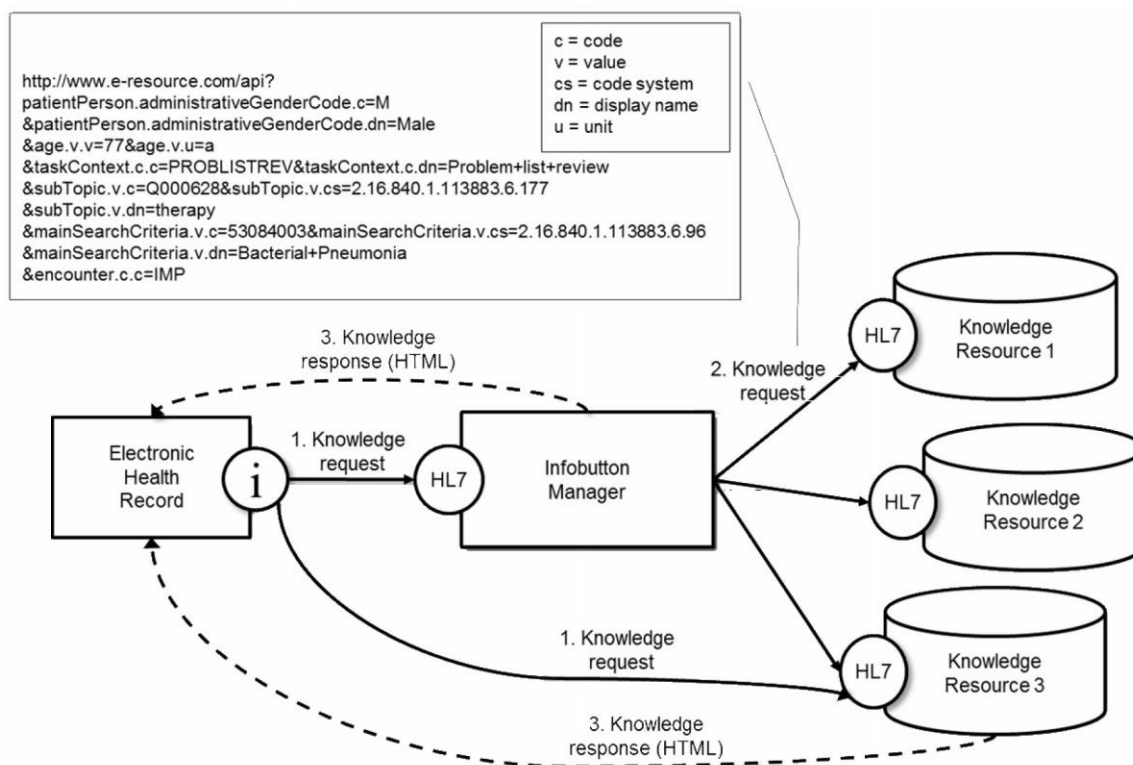 http://www.e-resource.com/api?
patientPerson.administrativeGenderCode.c=M
&patientPerson.administrativeGenderCode.dn=Male
&age.v.v=77&age.v.u=a
&taskContext.c.c=PROBLISTREV&taskContext.c.dn=Problem+list+review
&subTopic.v.c=Q000628&subTopic.v.cs=2.16.840.1.113883.6.177
&subTopic.v.dn=therapy
&mainSearchCriteria.v.c=53084003&mainSearchCriteria.v.cs=2.16.840.1.113883.6.96
&mainSearchCriteria.v.dn=Bacterial+Pneumonia
&encounter.c.c=IMP
c = code
v = value
cs = code system
dn = display name
u = unit
3. Knowledge
response (HTML)
Electronic
Health
Record
i
1. Knowledge
request
HL7
Infobutton
Manager
2. Knowledge
request
HL7
Knowledge
Resource 1
HL7
Knowledge
Resource 2
1. Knowledge
request
HL7
Knowledge
Resource 3
3. Knowledge
response (HTML)